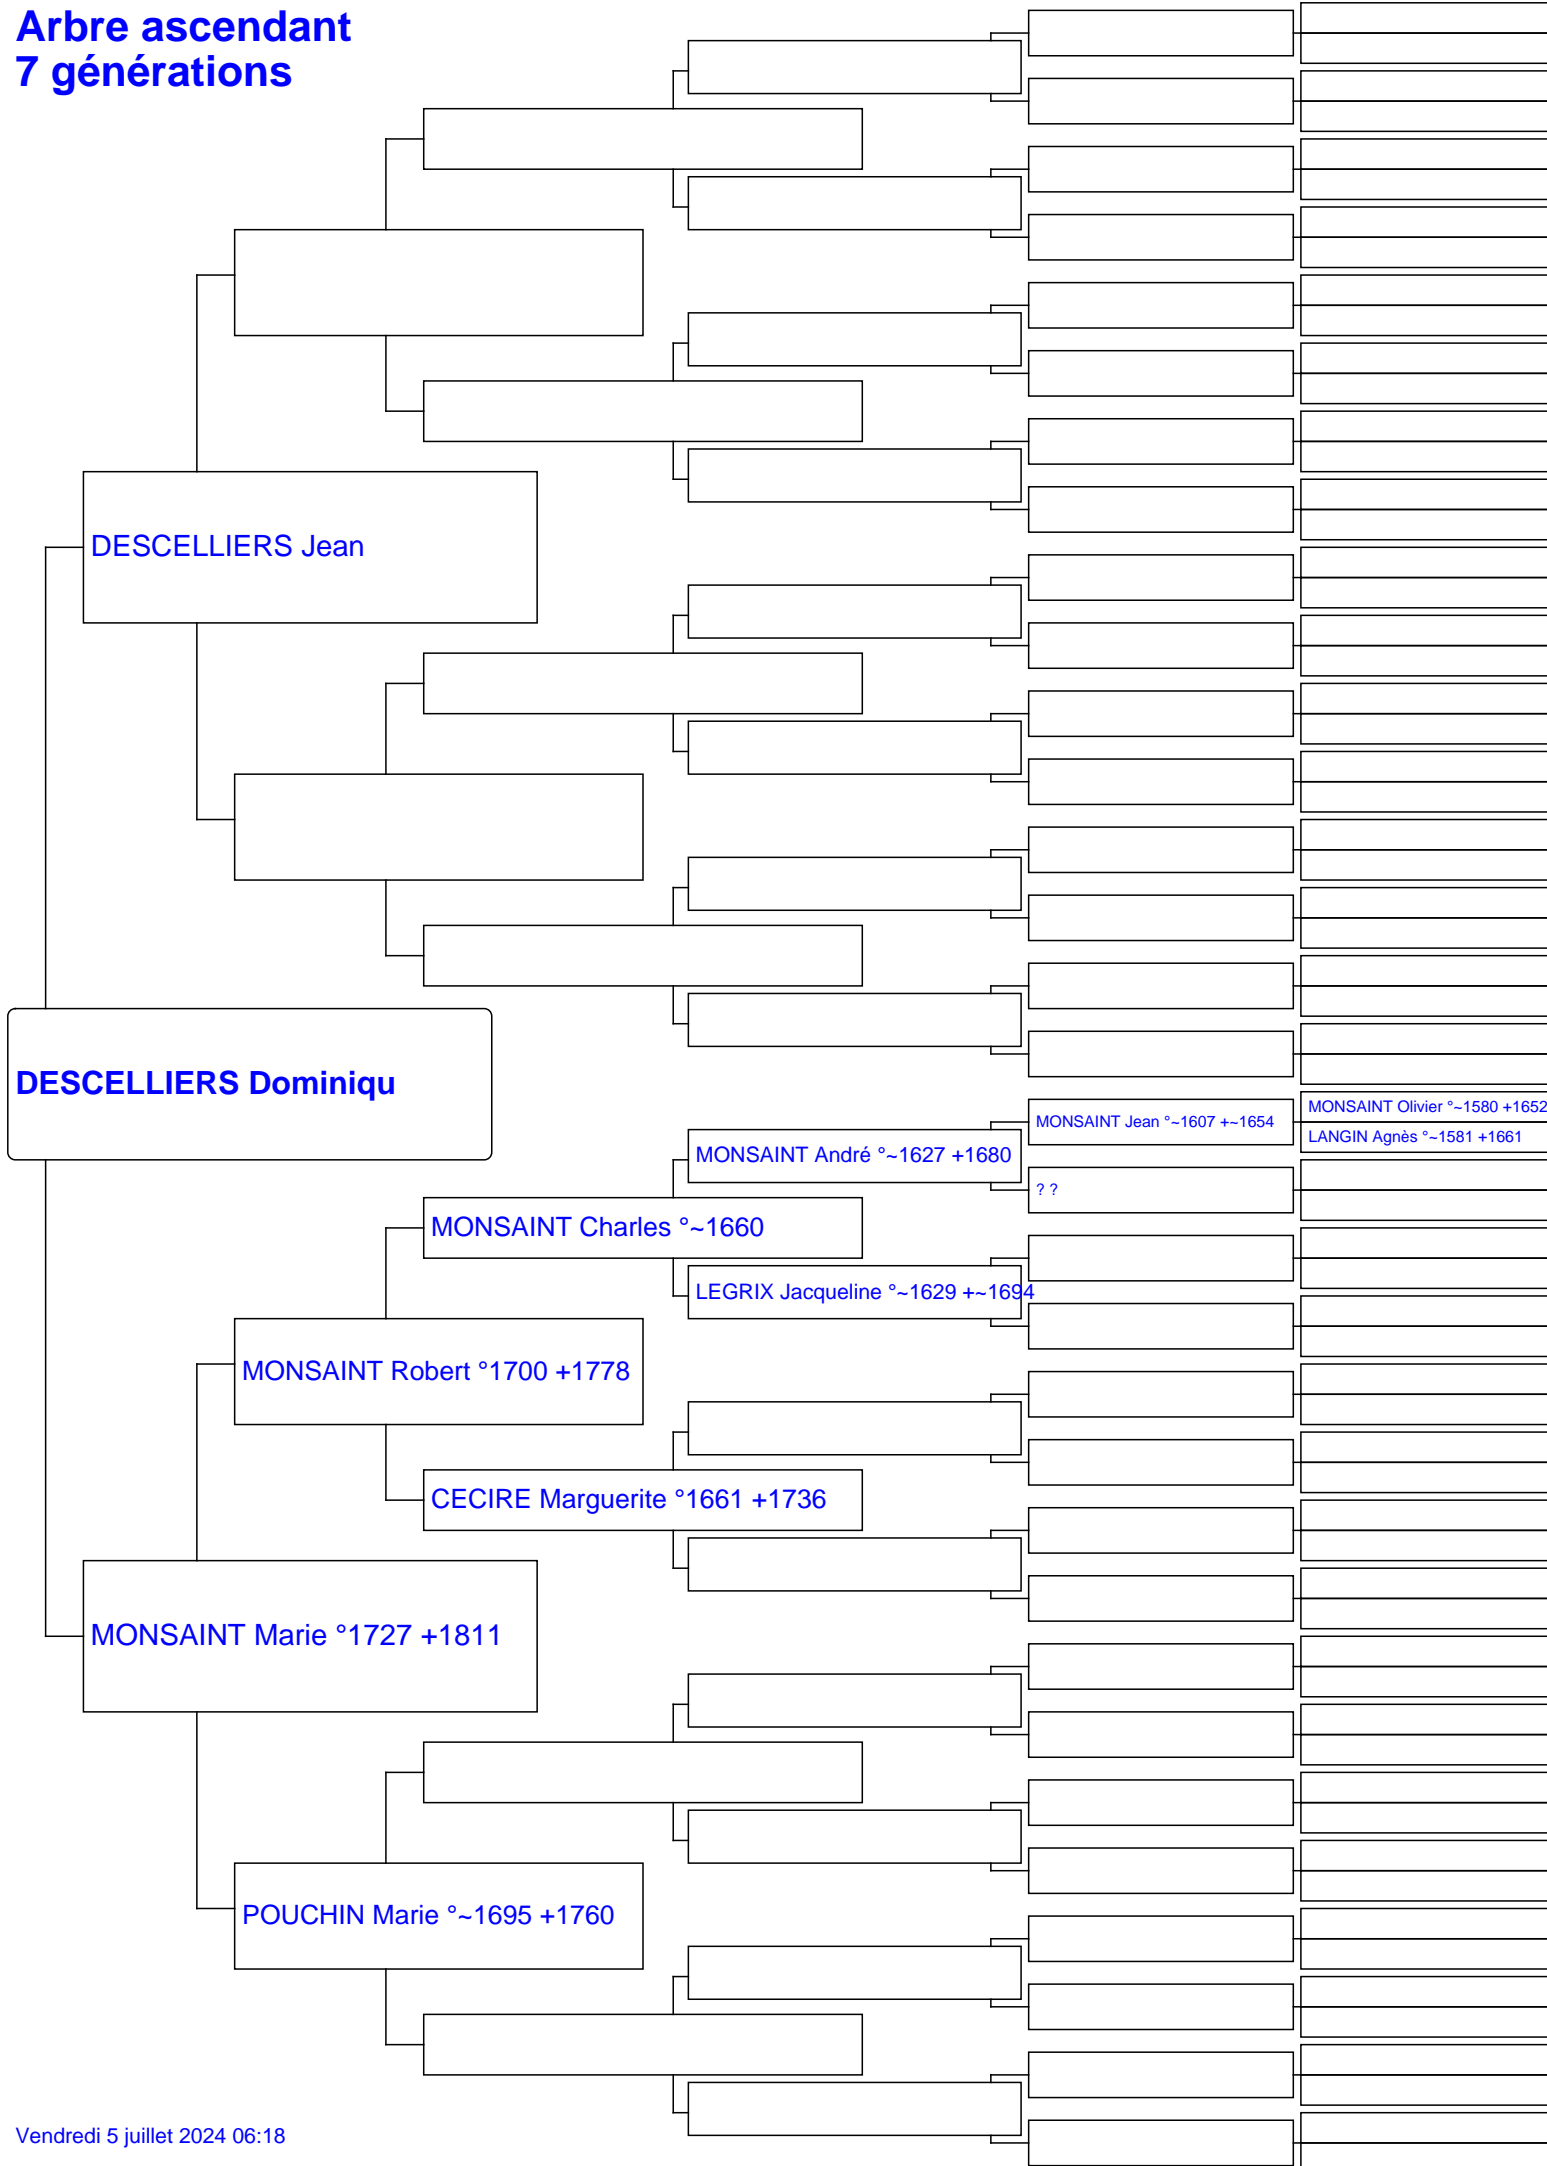 Arbre ascendant
7 générations
DESCELLIERS Jean
DESCELLIERS Dominiqu
MONSAINT Jean °~1607 +~1654
MONSAINT Olivier °~1580 +1652
LANGIN Agnès °~1581 +1661
MONSAINT André °~1627 +1680
? ?
MONSAINT Charles °~1660
LEGRIX Jacqueline °~1629 +~1694
MONSAINT Robert °1700 +1778
CECIRE Marguerite °1661 +1736
MONSAINT Marie °1727 +1811
POUCHIN Marie °~1695 +1760
Vendredi 5 juillet 2024 06:18